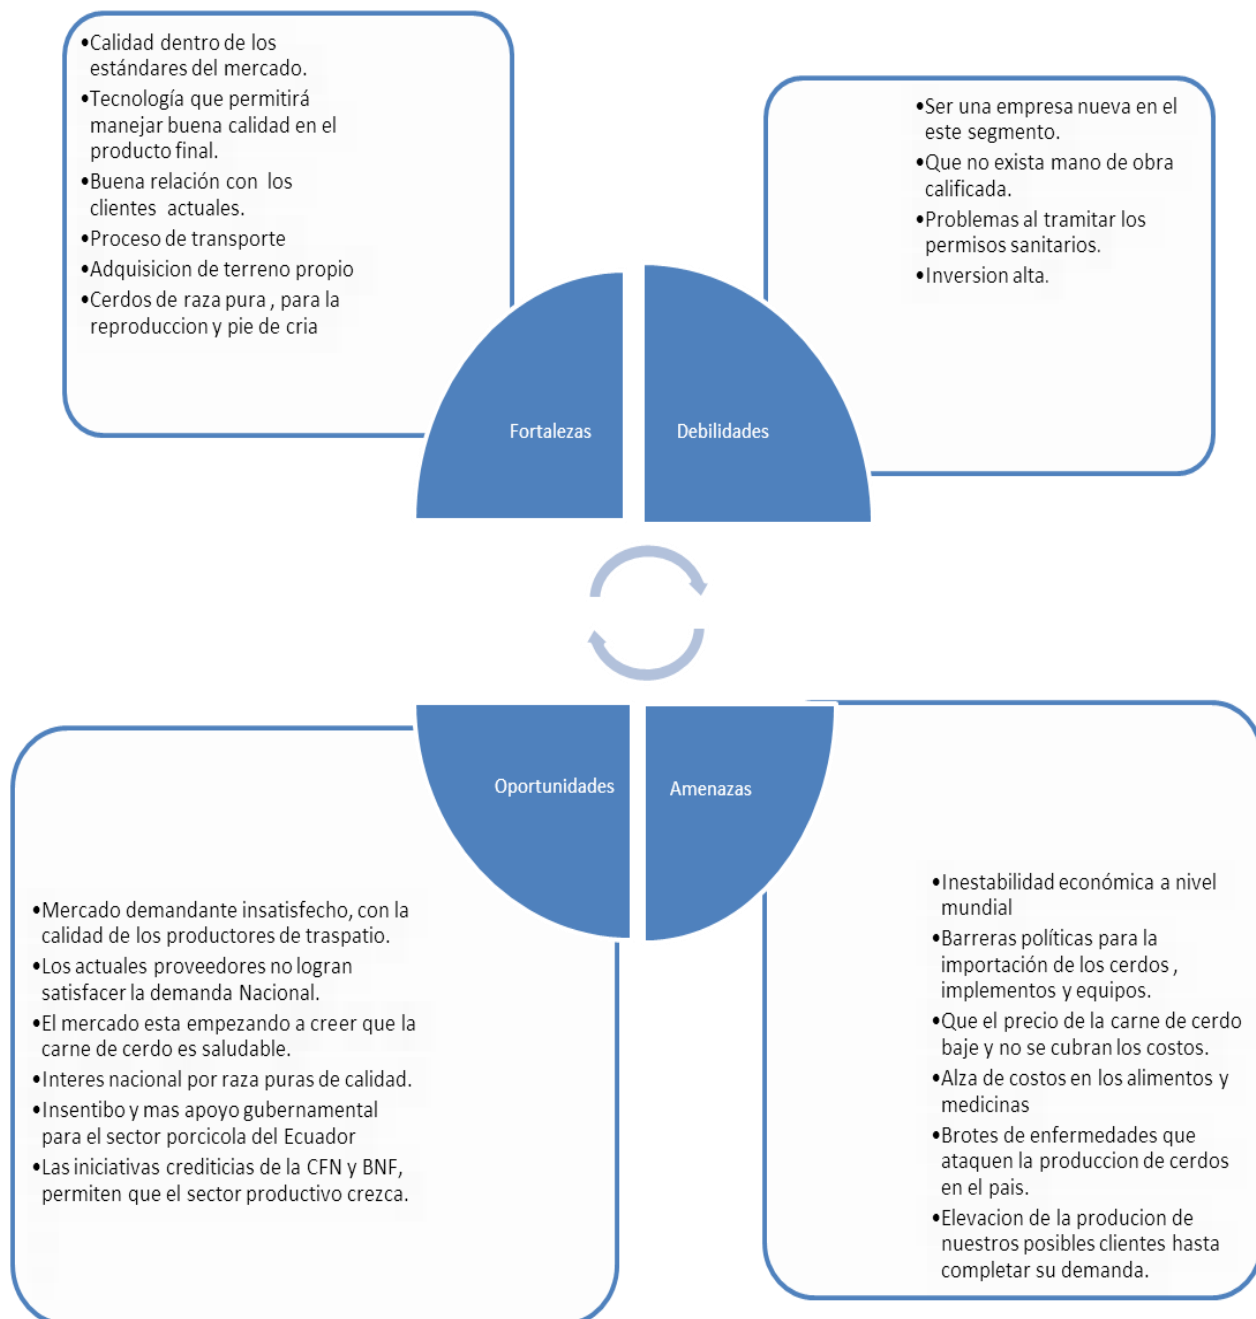 •Calidad dentro de los
estándares del mercado.
•Tecnología que permitirá
manejar buena calidad en el
producto final.
•Buena relación con los
clientes actuales.
•Proceso de transporte
•Adquisicion de terreno propio
•Cerdos de raza pura , para la
reproduccion y pie de cria
•Ser una empresa nueva en el
este segmento.
•Que no exista mano de obra
calificada.
•Problemas al tramitar los
permisos sanitarios.
•Inversion alta.
Fortalezas
Debilidades
Oportunidades
Amenazas
•Mercado demandante insatisfecho, con la
calidad de los productores de traspatio.
•Los actuales proveedores no logran
satisfacer la demanda Nacional.
•El mercado esta empezando a creer que la
carne de cerdo es saludable.
•Interes nacional por raza puras de calidad.
•Insentibo y mas apoyo gubernamental
para el sector porcicola del Ecuador
•Las iniciativas crediticias de la CFN y BNF,
permiten que el sector productivo crezca.
•Inestabilidad económica a nivel
mundial
•Barreras políticas para la
importación de los cerdos ,
implementos y equipos.
•Que el precio de la carne de cerdo
baje y no se cubran los costos.
•Alza de costos en los alimentos y
medicinas
•Brotes de enfermedades que
ataquen la produccion de cerdos
en el pais.
•Elevacion de la producion de
nuestros posibles clientes hasta
completar su demanda.